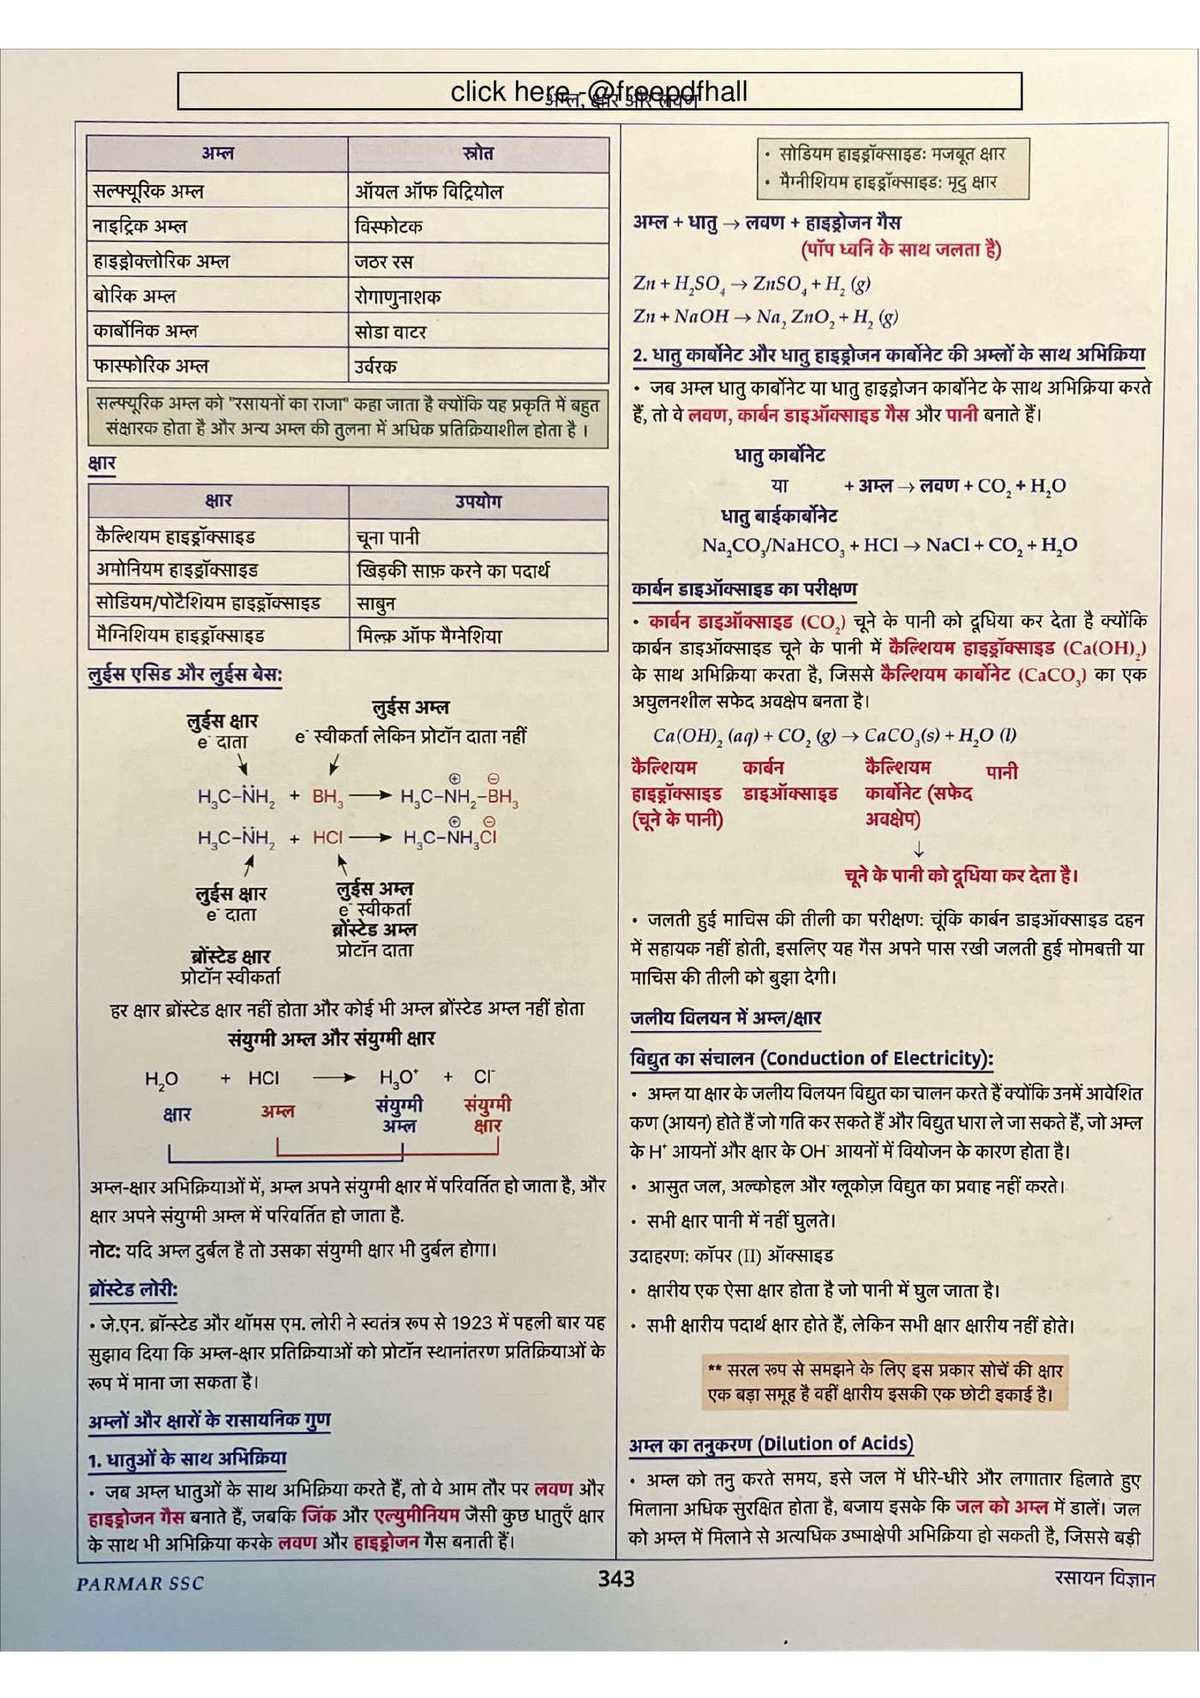 click here -@freepdfhall
अम्ल, क्षार और लवण
अम्ल स्रोत
सल्फ्यूरिक अम्ल ऑयल ऑफ विट्रियोल
नाइट्रिक अम्ल विस्फोटक
हाइड्रोक्लोरिक अम्ल जठर रस
बोरिक अम्ल रोगाणुनाशक
कार्बोनिक अम्ल सोडा वाटर
फास्फोरिक अम्ल उर्वरक
सल्फ्यूरिक अम्ल को "रसायनों का राजा" कहा जाता है क्योंकि यह प्रकृति में बहुत
संक्षारक होता है और अन्य अम्ल की तुलना में अधिक प्रतिक्रियाशील होता है ।
क्षार
क्षार उपयोग
कैल्शियम हाइड्रॉक्साइड चूना पानी
अमोनियम हाइड्रॉक्साइड खिड़की साफ़ करने का पदार्थ
सोडियम/पोटैशियम हाइड्रॉक्साइड साबुन
मैग्निशियम हाइड्रॉक्साइड मिल्क़ ऑफ मैग्नेशिया
लुईस एसिड और लुईस बेस:
लुईस क्षार लुईस अम्ल
e⁻ दाता e⁻ स्वीकर्ता लेकिन प्रोटॉन दाता नहीं
H₃C–N̈H₂ + BH₃ ⟶ H₃C–NH₂–BH₃ ⊕ ⊖
H₃C–N̈H₂ + HCl ⟶ H₃C–NH₃Cl ⊕ ⊖
लुईस क्षार लुईस अम्ल
e⁻ दाता e⁻ स्वीकर्ता
ब्रोंस्टेड अम्ल
प्रोटॉन दाता
ब्रोंस्टेड क्षार
प्रोटॉन स्वीकर्ता
हर क्षार ब्रोंस्टेड क्षार नहीं होता और कोई भी अम्ल ब्रोंस्टेड अम्ल नहीं होता
संयुग्मी अम्ल और संयुग्मी क्षार
H₂O + HCl ⟶ H₃O⁺ + Cl⁻
क्षार अम्ल संयुग्मी संयुग्मी
अम्ल क्षार
अम्ल-क्षार अभिक्रियाओं में, अम्ल अपने संयुग्मी क्षार में परिवर्तित हो जाता है, और
क्षार अपने संयुग्मी अम्ल में परिवर्तित हो जाता है.
नोट: यदि अम्ल दुर्बल है तो उसका संयुग्मी क्षार भी दुर्बल होगा।
ब्रोंस्टेड लोरी:
• जे.एन. ब्रॉन्स्टेड और थॉमस एम. लोरी ने स्वतंत्र रूप से 1923 में पहली बार यह
सुझाव दिया कि अम्ल-क्षार प्रतिक्रियाओं को प्रोटॉन स्थानांतरण प्रतिक्रियाओं के
रूप में माना जा सकता है।
अम्लों और क्षारों के रासायनिक गुण
1. धातुओं के साथ अभिक्रिया
• जब अम्ल धातुओं के साथ अभिक्रिया करते हैं, तो वे आम तौर पर लवण और
हाइड्रोजन गैस बनाते हैं, जबकि जिंक और एल्युमीनियम जैसी कुछ धातुएँ क्षार
के साथ भी अभिक्रिया करके लवण और हाइड्रोजन गैस बनाती हैं।
• सोडियम हाइड्रॉक्साइड: मजबूत क्षार
• मैग्नीशियम हाइड्रॉक्साइड: मृदु क्षार
अम्ल + धातु → लवण + हाइड्रोजन गैस
(पॉप ध्वनि के साथ जलता है)
Zn + H₂SO₄ → ZnSO₄ + H₂ (g)
Zn + NaOH → Na₂ ZnO₂ + H₂ (g)
2. धातु कार्बोनेट और धातु हाइड्रोजन कार्बोनेट की अम्लों के साथ अभिक्रिया
• जब अम्ल धातु कार्बोनेट या धातु हाइड्रोजन कार्बोनेट के साथ अभिक्रिया करते
हैं, तो वे लवण, कार्बन डाइऑक्साइड गैस और पानी बनाते हैं।
धातु कार्बोनेट
या + अम्ल → लवण + CO₂ + H₂O
धातु बाईकार्बोनेट
Na₂CO₃/NaHCO₃ + HCl → NaCl + CO₂ + H₂O
कार्बन डाइऑक्साइड का परीक्षण
• कार्बन डाइऑक्साइड (CO₂) चूने के पानी को दूधिया कर देता है क्योंकि
कार्बन डाइऑक्साइड चूने के पानी में कैल्शियम हाइड्रॉक्साइड (Ca(OH)₂)
के साथ अभिक्रिया करता है, जिससे कैल्शियम कार्बोनेट (CaCO₃) का एक
अघुलनशील सफेद अवक्षेप बनता है।
Ca(OH)₂ (aq) + CO₂ (g) → CaCO₃(s) + H₂O (l)
कैल्शियम कार्बन कैल्शियम पानी
हाइड्रॉक्साइड डाइऑक्साइड कार्बोनेट (सफेद
(चूने के पानी) अवक्षेप)
↓
चूने के पानी को दूधिया कर देता है।
• जलती हुई माचिस की तीली का परीक्षण: चूंकि कार्बन डाइऑक्साइड दहन
में सहायक नहीं होती, इसलिए यह गैस अपने पास रखी जलती हुई मोमबत्ती या
माचिस की तीली को बुझा देगी।
जलीय विलयन में अम्ल/क्षार
विद्युत का संचालन (Conduction of Electricity):
• अम्ल या क्षार के जलीय विलयन विद्युत का चालन करते हैं क्योंकि उनमें आवेशित
कण (आयन) होते हैं जो गति कर सकते हैं और विद्युत धारा ले जा सकते हैं, जो अम्ल
के H⁺ आयनों और क्षार के OH⁻ आयनों में वियोजन के कारण होता है।
• आसुत जल, अल्कोहल और ग्लूकोज़ विद्युत का प्रवाह नहीं करते।
• सभी क्षार पानी में नहीं घुलते।
उदाहरण: कॉपर (II) ऑक्साइड
• क्षारीय एक ऐसा क्षार होता है जो पानी में घुल जाता है।
• सभी क्षारीय पदार्थ क्षार होते हैं, लेकिन सभी क्षार क्षारीय नहीं होते।
** सरल रूप से समझने के लिए इस प्रकार सोचें की क्षार
एक बड़ा समूह है वहीं क्षारीय इसकी एक छोटी इकाई है।
अम्ल का तनुकरण (Dilution of Acids)
• अम्ल को तनु करते समय, इसे जल में धीरे-धीरे और लगातार हिलाते हुए
मिलाना अधिक सुरक्षित होता है, बजाय इसके कि जल को अम्ल में डालें। जल
को अम्ल में मिलाने से अत्यधिक उष्माक्षेपी अभिक्रिया हो सकती है, जिससे बड़ी
PARMAR SSC 343 रसायन विज्ञान